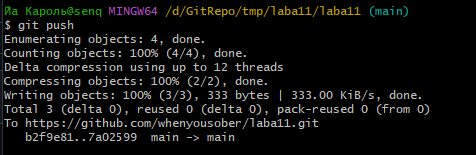 Йа Кароль@senq MINGW64 /d/GitRepo/tmp/laba11/laba11 (main)
$ git push
Enumerating objects: 4, done.
Counting objects: 100% (4/4), done.
Delta compression using up to 12 threads
Compressing objects: 100% (2/2), done.
Writing objects: 100% (3/3), 333 bytes | 333.00 KiB/s, done.
Total 3 (delta 0), reused 0 (delta 0), pack-reused 0 (from 0)
To https://github.com/whenyousober/laba11.git
   b2f9e81..7a02599  main -> main